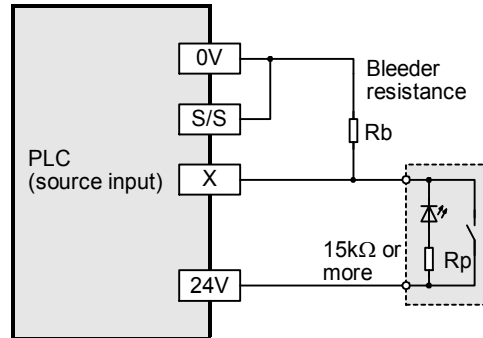 0V
S/S
PLC
(source input)
X
24V
Bleeder
resistance
Rb
15kΩ or
more
Rp